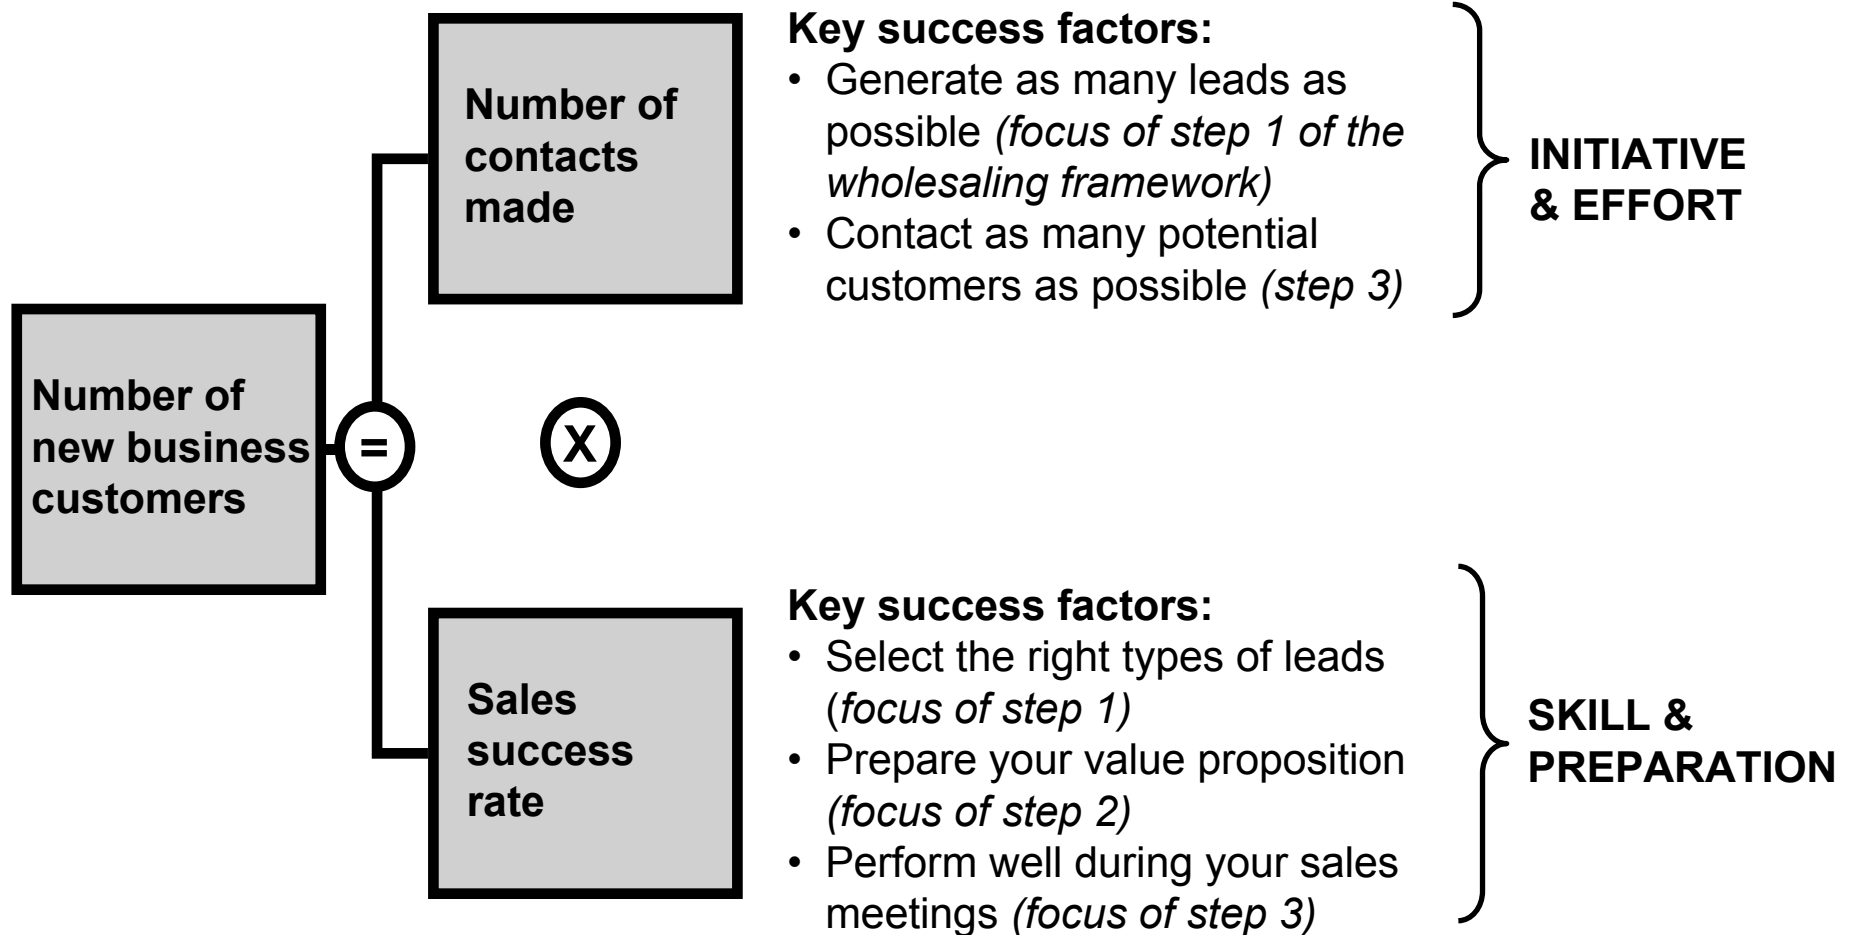 Number of
contacts
made
Key success factors:
• Generate as many leads as
possible (focus of step 1 of the
wholesaling framework)
• Contact as many potential
customers as possible (step 3)
INITIATIVE
& EFFORT
Number of
new business
customers
=
X
Sales
success
rate
Key success factors:
• Select the right types of leads
(focus of step 1)
• Prepare your value proposition
(focus of step 2)
• Perform well during your sales
meetings (focus of step 3)
SKILL &
PREPARATION